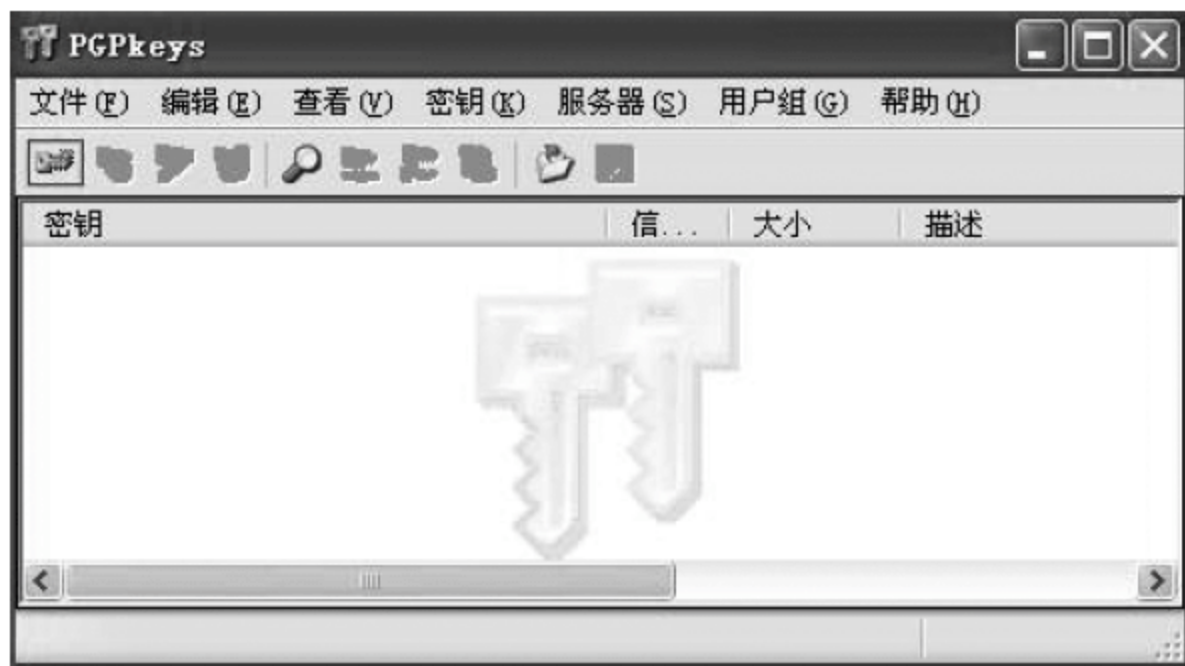 PGPkeys
文件(F) 编辑(E) 查看(V) 密钥(K) 服务器(S) 用户组(G) 帮助(H)
密钥 信... 大小 描述